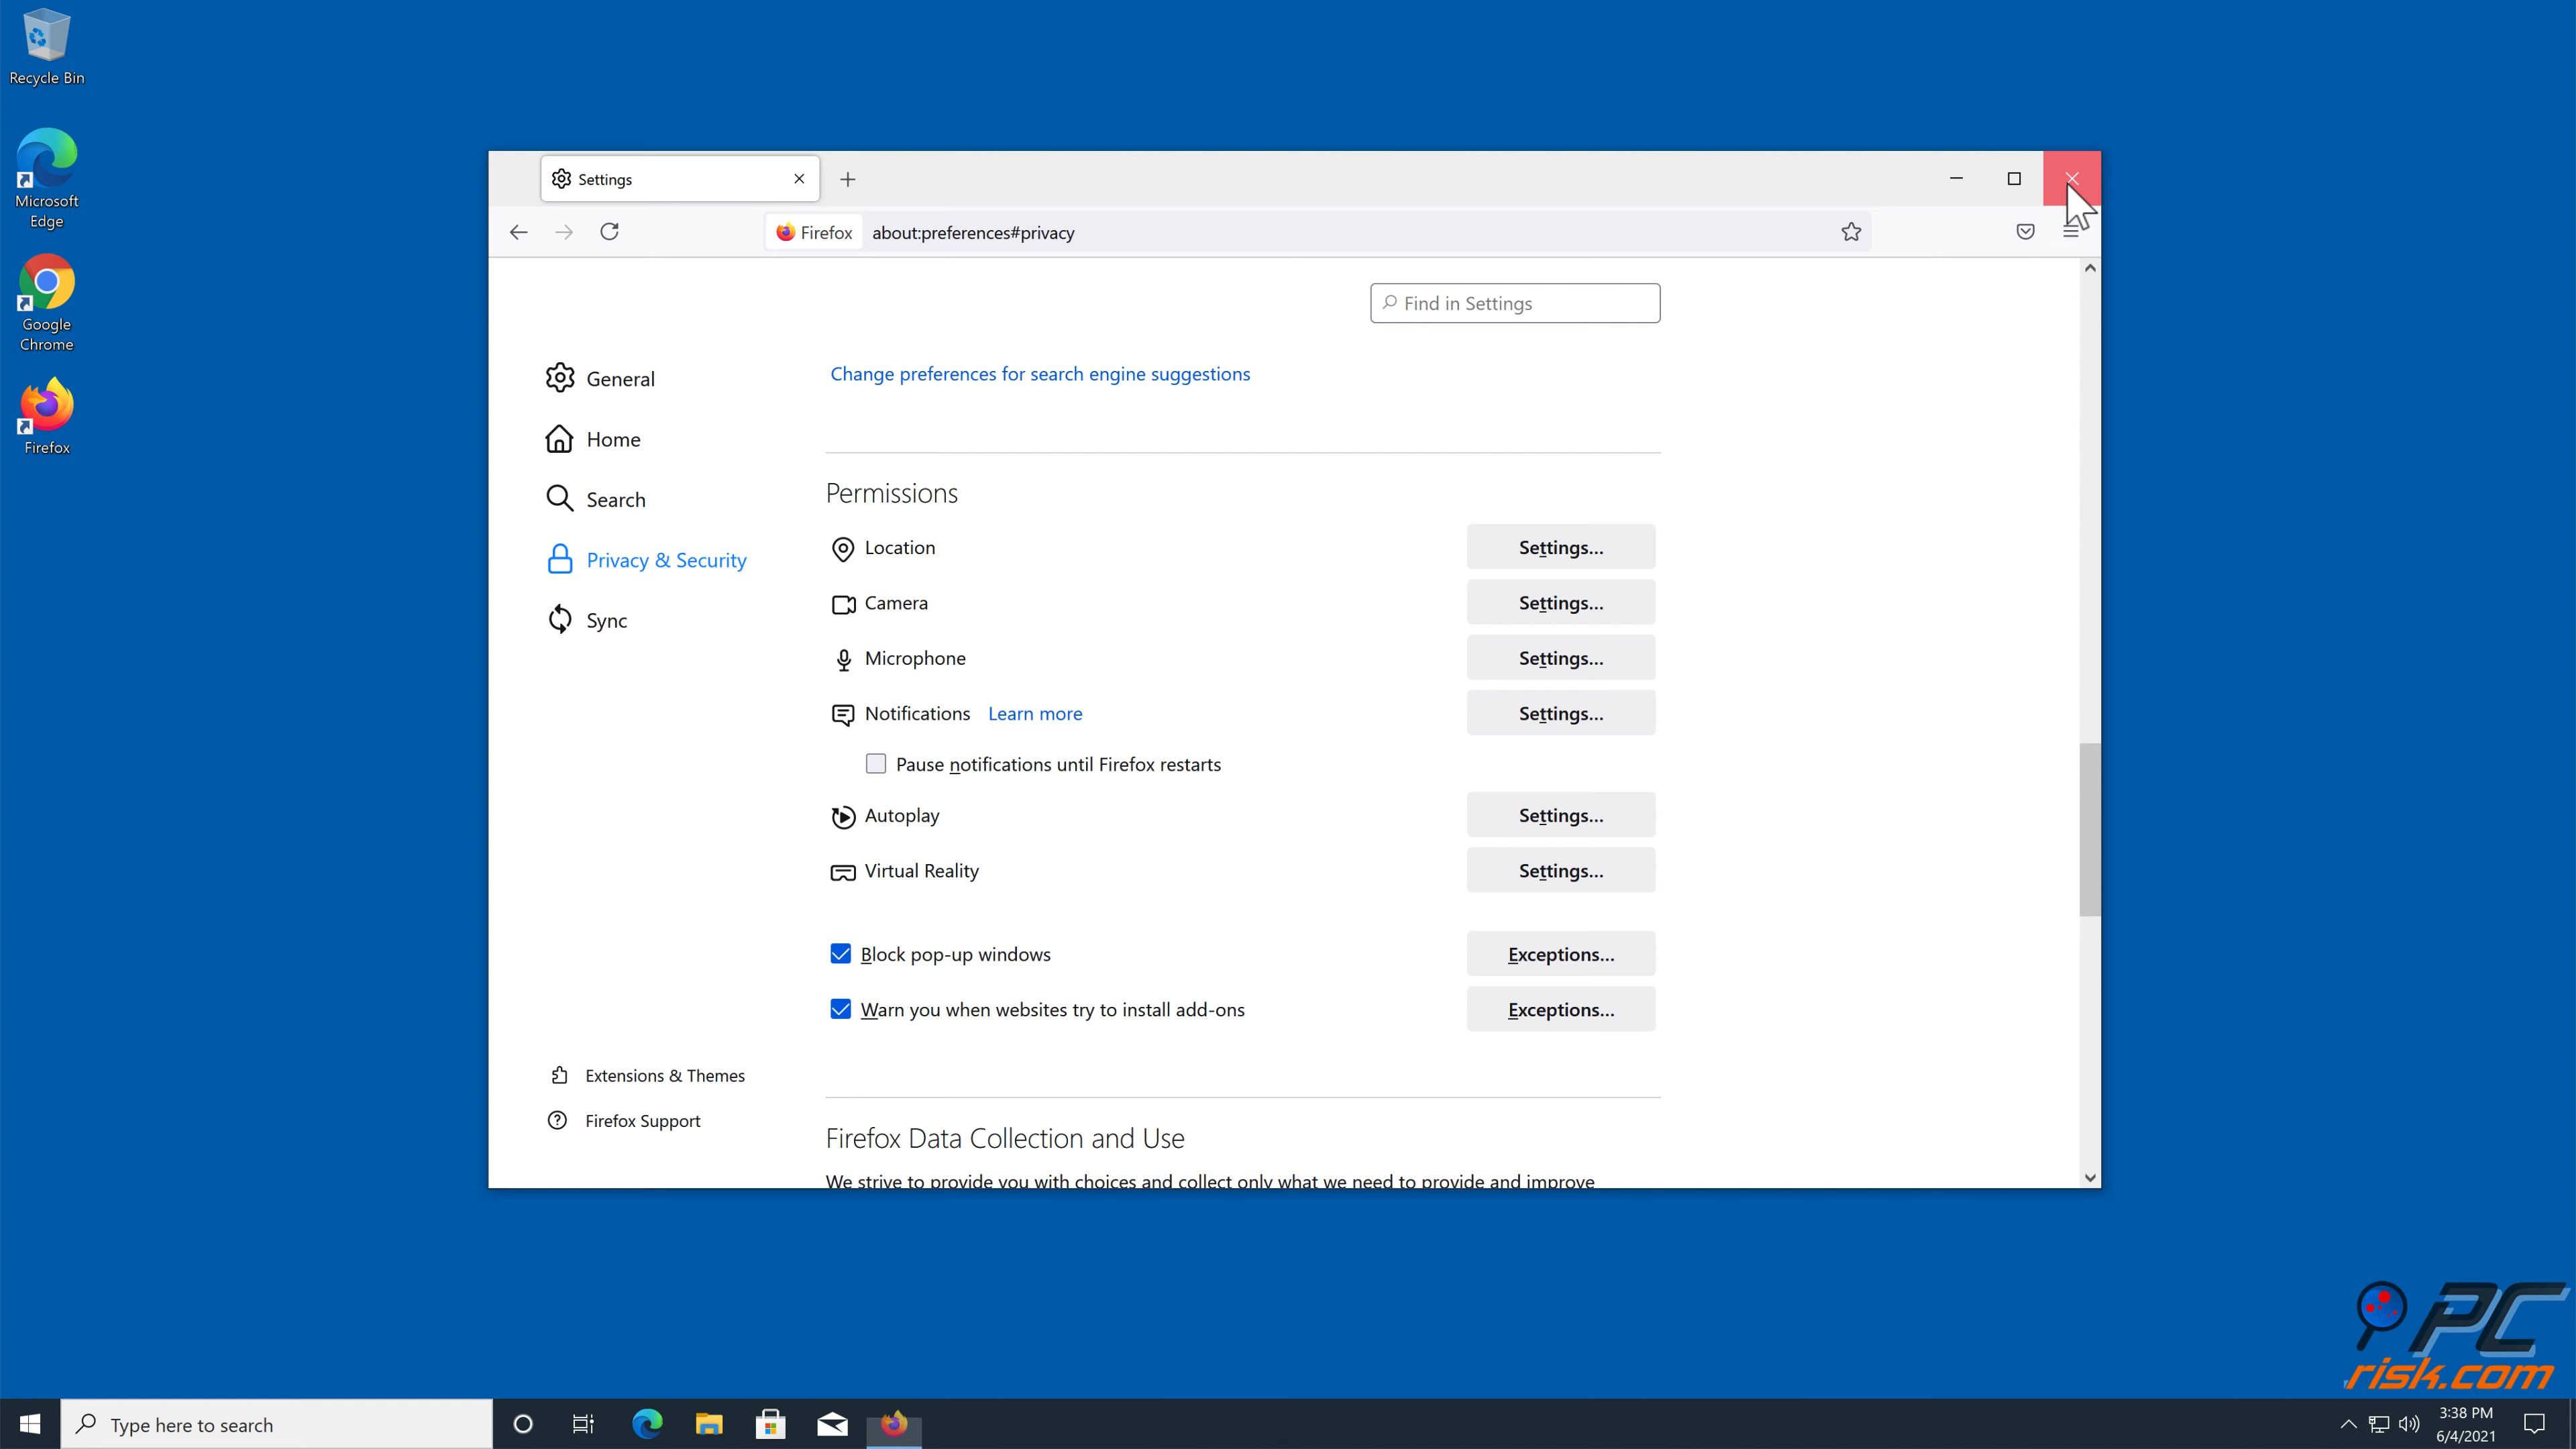 Recycle Bin
Microsoft
Edge
Google
Chrome
Firefox
Settings
Firefox
about:preferences#privacy
Find in Settings
General
Home
Search
Privacy & Security
Sync
Extensions & Themes
Firefox Support
Change preferences for search engine suggestions
Permissions
Location Settings...
Camera Settings...
Microphone Settings...
Notifications Learn more Settings...
Pause notifications until Firefox restarts
Autoplay Settings...
Virtual Reality Settings...
Block pop-up windows Exceptions...
Warn you when websites try to install add-ons Exceptions...
Firefox Data Collection and Use
We strive to provide you with choices and collect only what we need to provide and improve
PC
risk.com
Type here to search
3:38 PM
6/4/2021